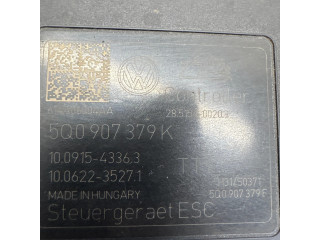 Controller
5Q0 907 379 K
10.0915-4336.3
10.0622-3527.1
MADE IN HUNGARY
5Q0 907 379 F
Steuergeraet ESC